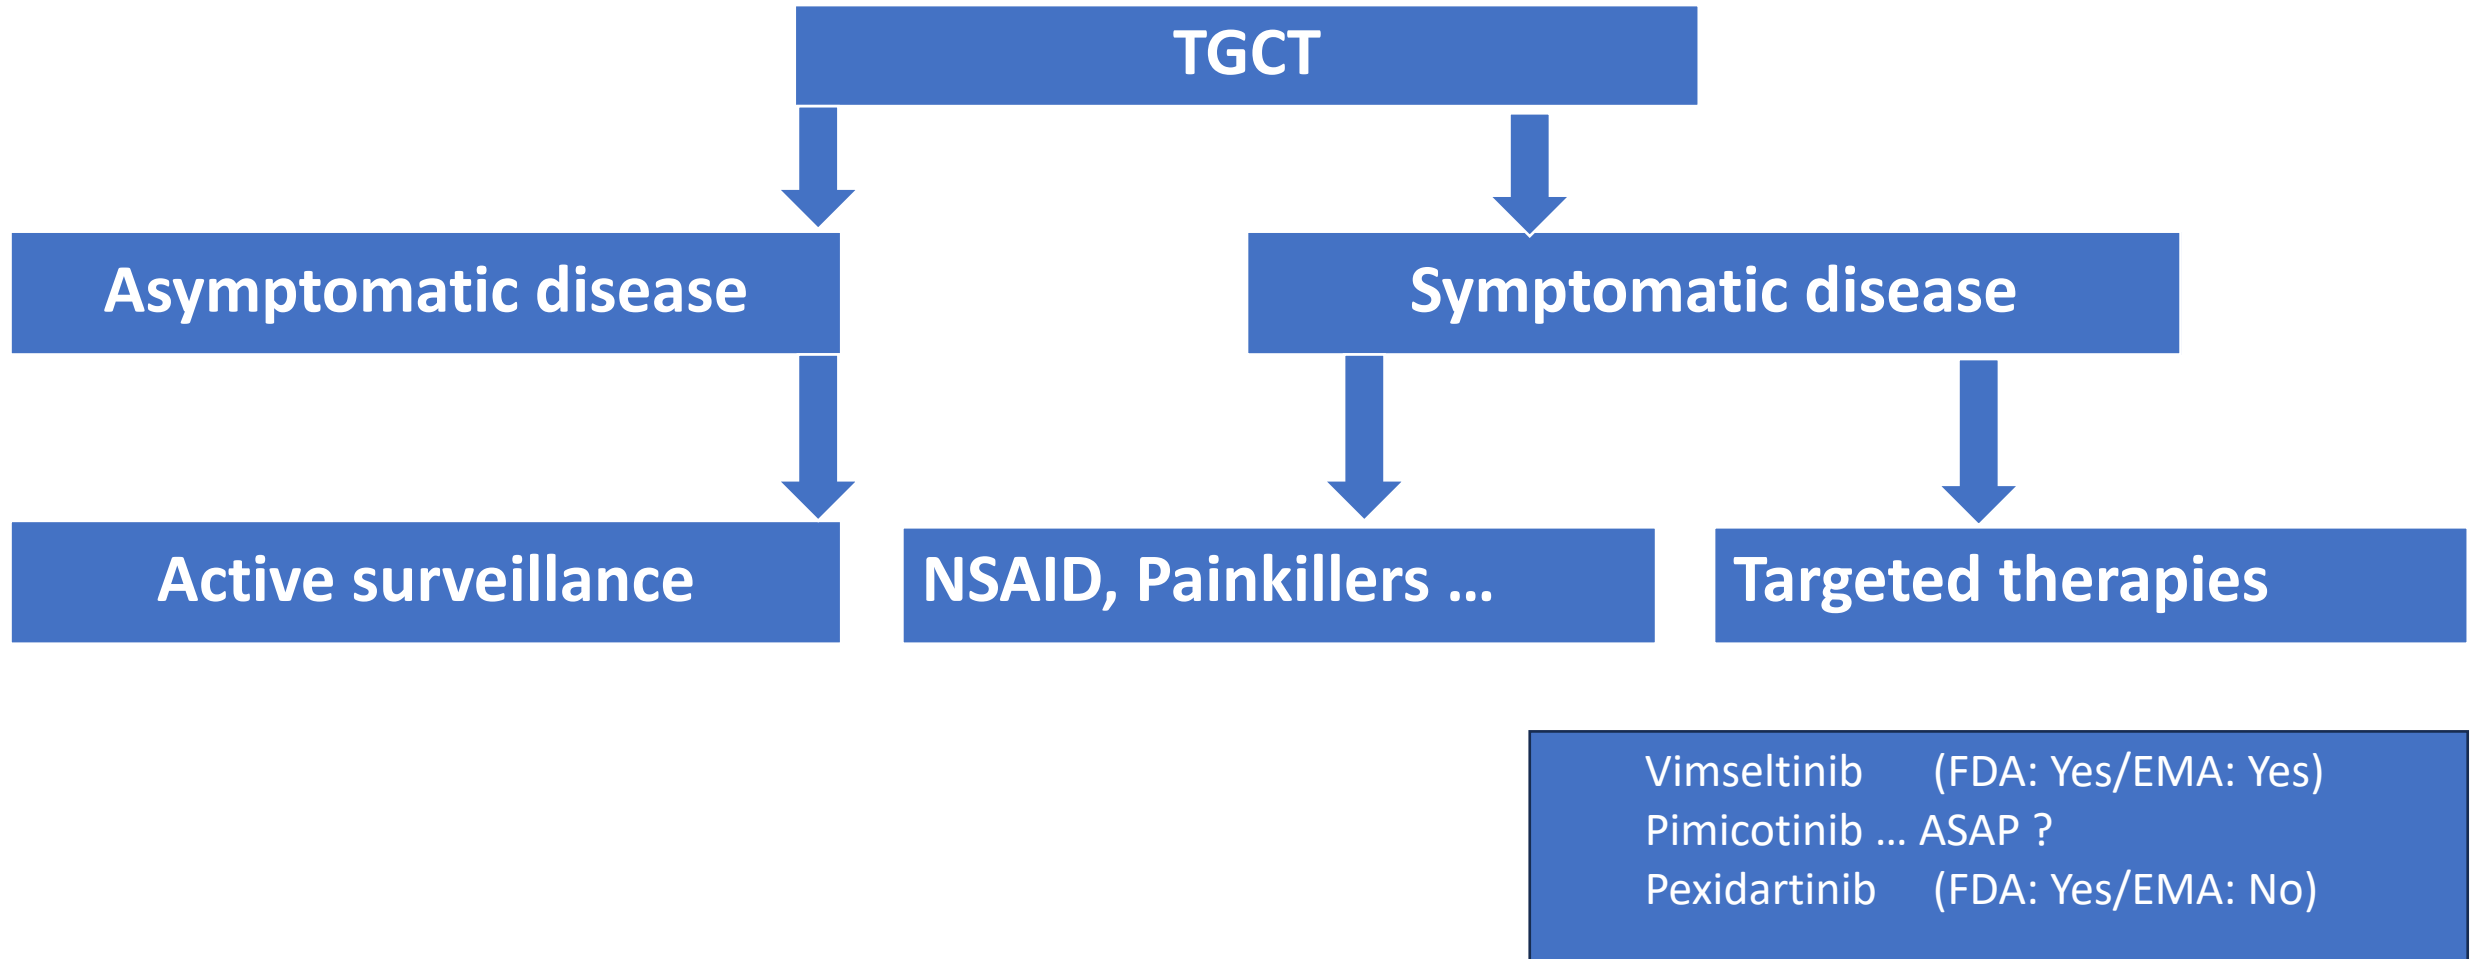 TGCT
Asymptomatic disease
Symptomatic disease
Active surveillance
NSAID, Painkillers ...
Targeted therapies
Vimseltinib (FDA: Yes/EMA: Yes)
Pimicotinib ... ASAP ?
Pexidartinib (FDA: Yes/EMA: No)